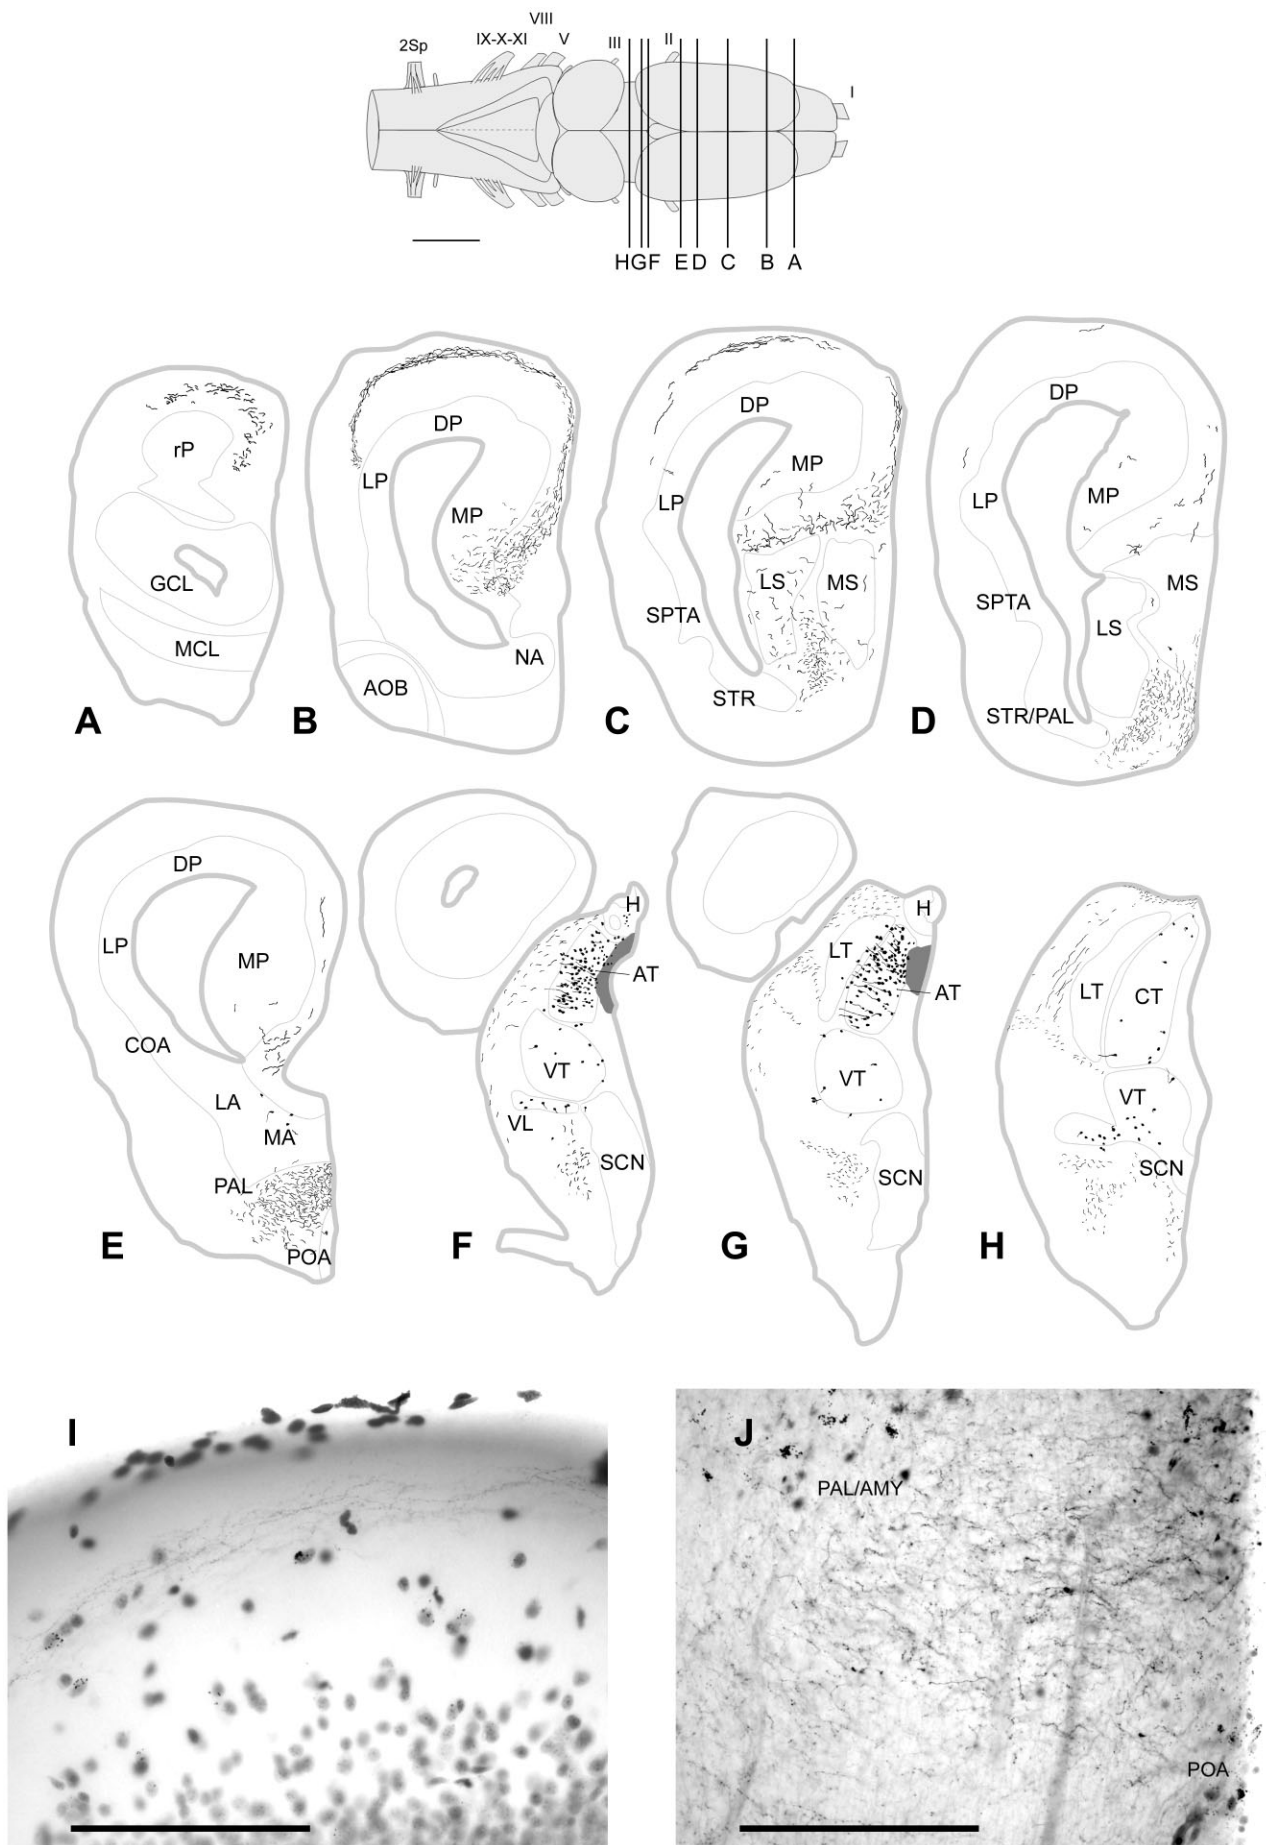 VIII
IX-X-XI
V
2Sp
III
II
I
H
G
F
E
D
C
B
A
rP
GCL
MCL
A
DP
LP
MP
NA
AOB
B
DP
MP
LP
LS
MS
SPTA
STR
C
DP
LP
MP
SPTA
MS
LS
STR/PAL
D
DP
LP
MP
COA
LA
MA
PAL
POA
E
H
AT
VT
VL
SCN
F
H
LT
AT
VT
SCN
G
LT
CT
VT
SCN
H
I
J
PAL/AMY
POA